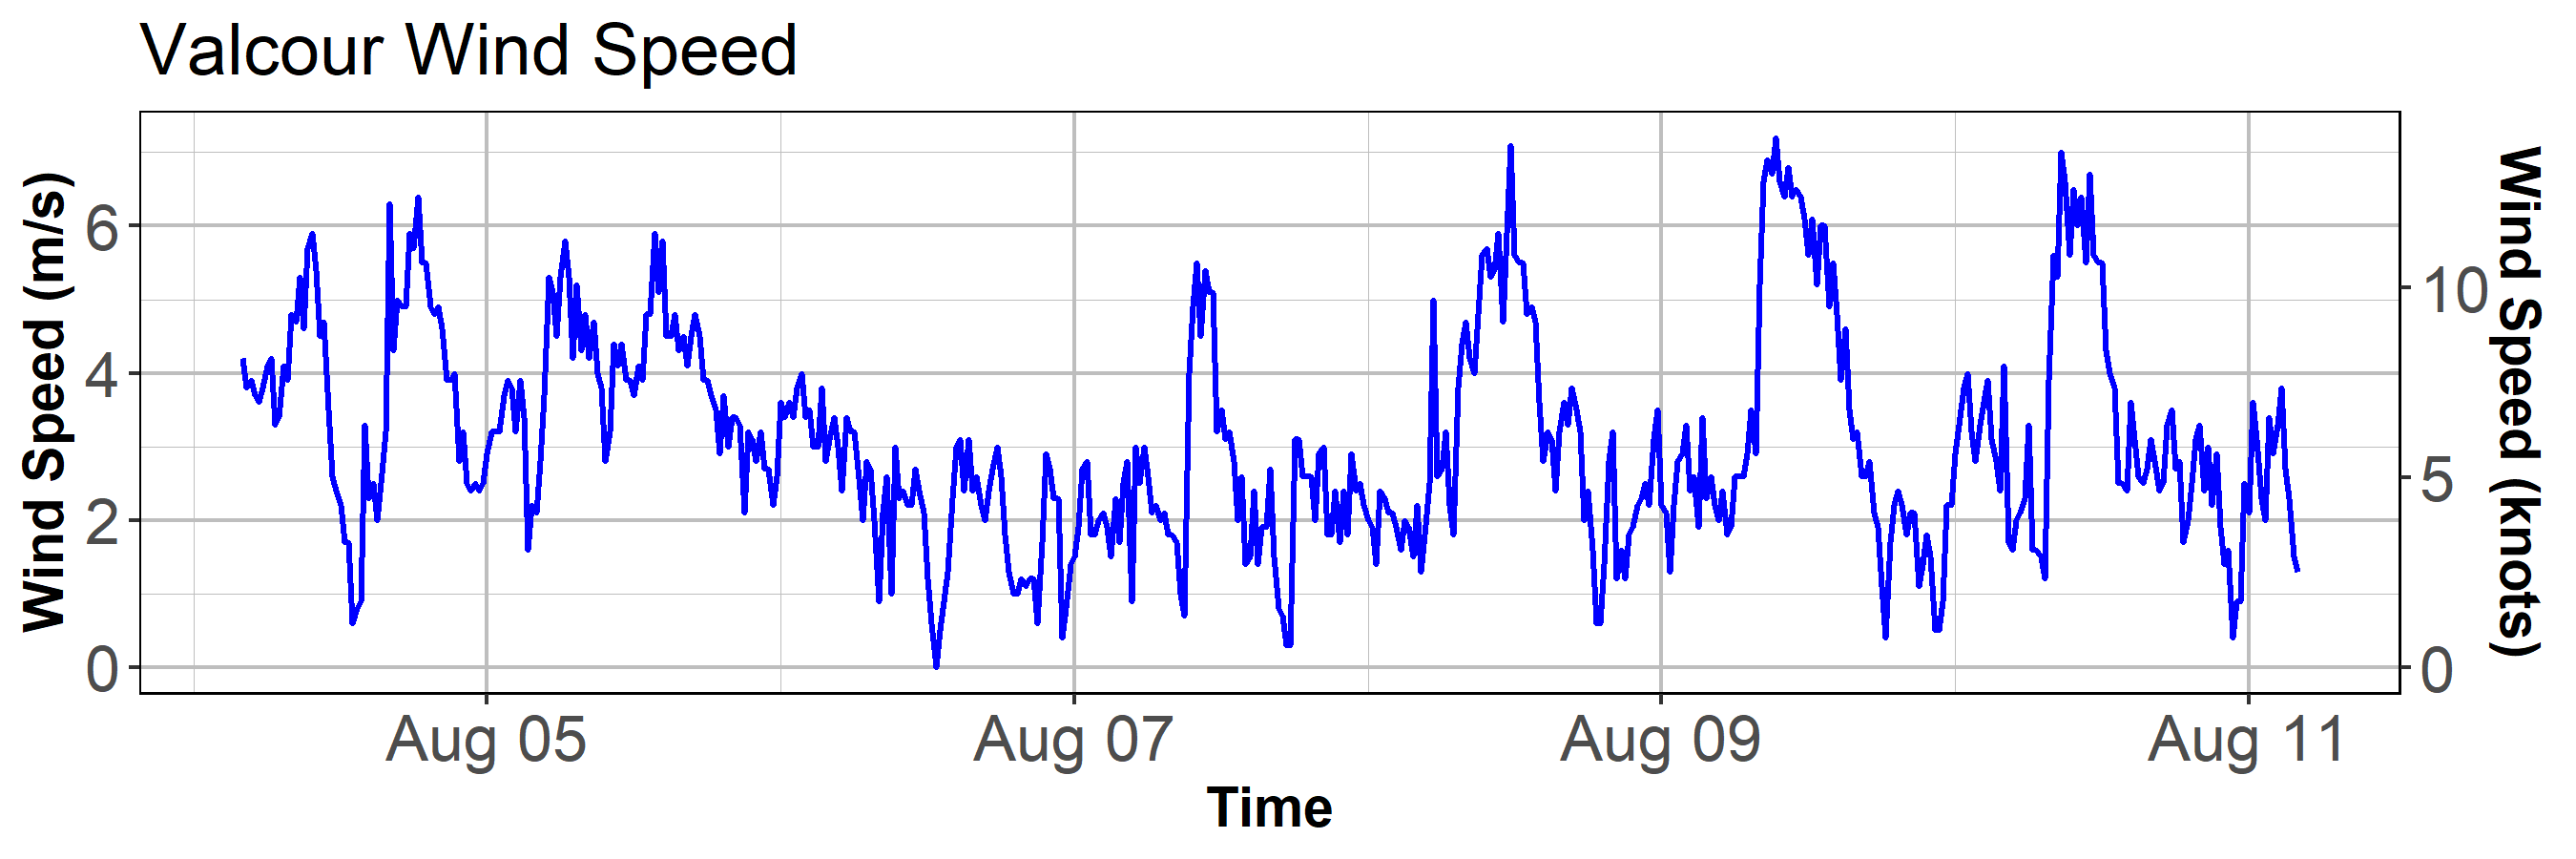 Valcour Wind Speed
Wind Speed (m/s)
6
4
2
0
Wind Speed (knots)
10
5
0
Aug 05
Aug 07
Aug 09
Aug 11
Time